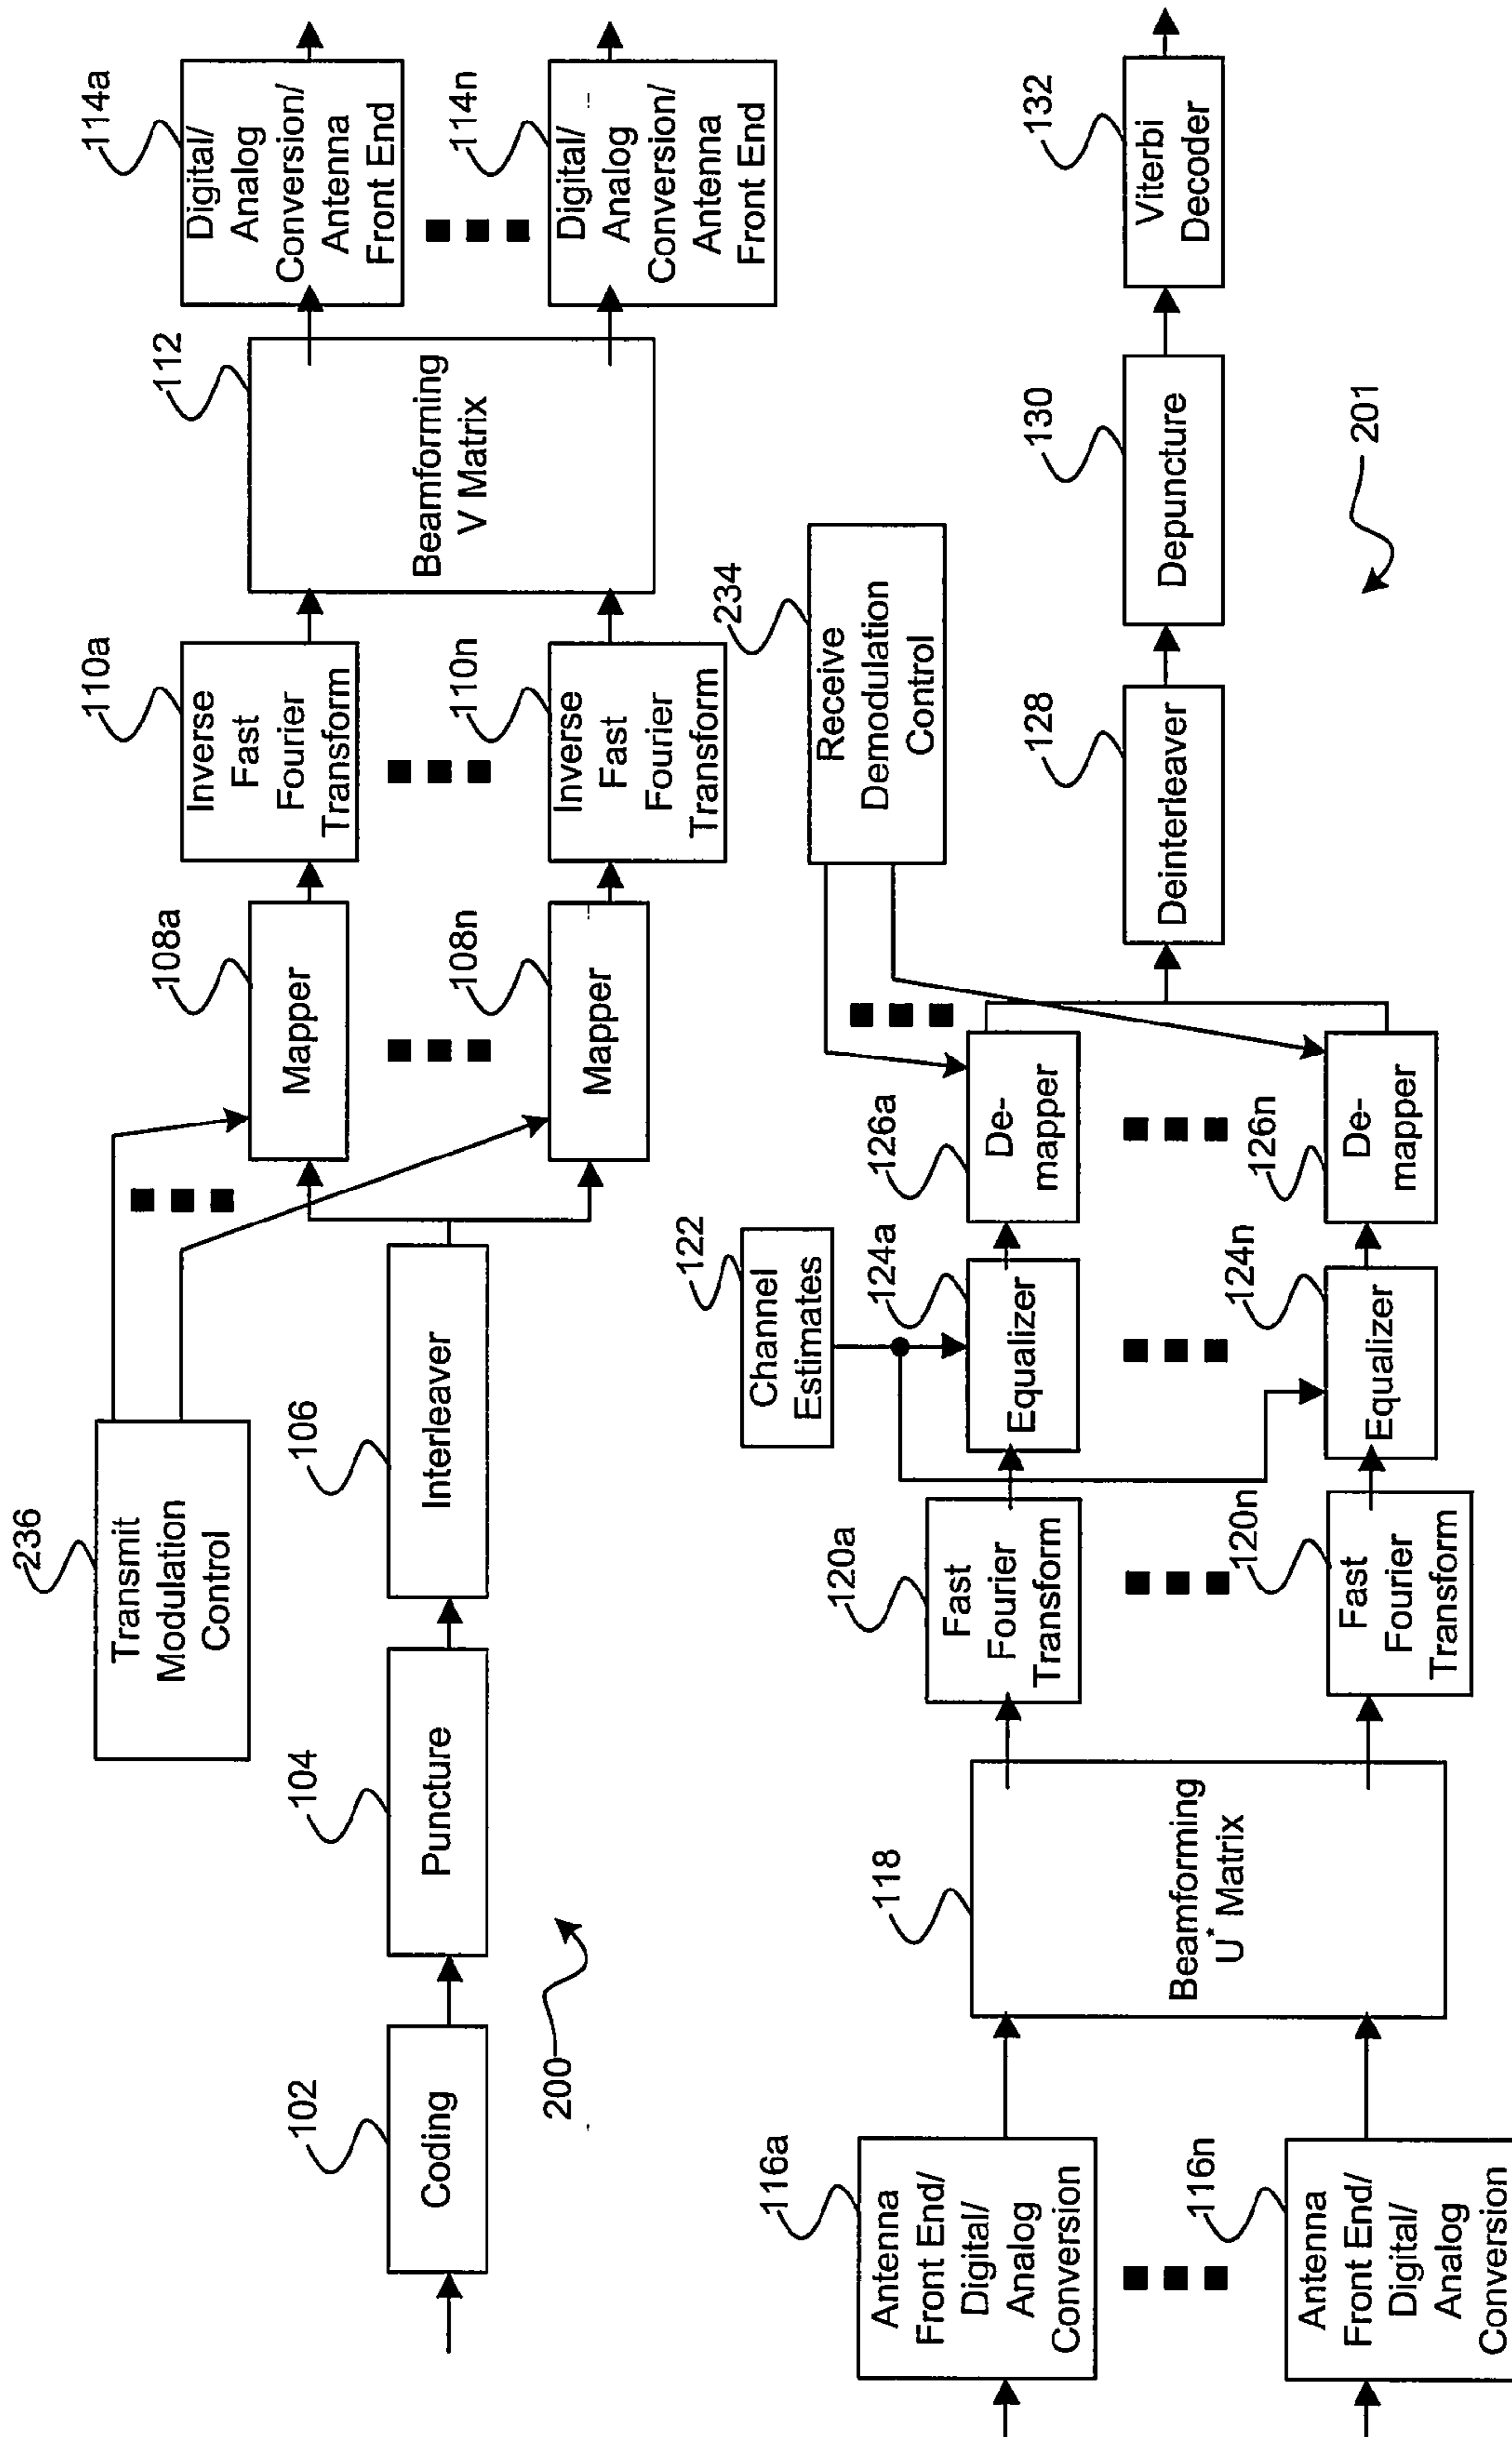 236
Transmit
Modulation
Control
102
Coding
104
Puncture
106
Interleaver
200
108a
Mapper
108n
Mapper
110a
Inverse
Fast
Fourier
Transform
110n
Inverse
Fast
Fourier
Transform
112
Beamforming
V Matrix
114a
Digital/
Analog
Conversion/
Antenna
Front End
114n
Digital/
Analog
Conversion/
Antenna
Front End
116a
Antenna
Front End/
Digital/
Analog
Conversion
116n
Antenna
Front End/
Digital/
Analog
Conversion
118
Beamforming
U* Matrix
120a
Fast
Fourier
Transform
120n
Fast
Fourier
Transform
122
Channel
Estimates
124a
Equalizer
124n
Equalizer
126a
De-
mapper
126n
De-
mapper
234
Receive
Demodulation
Control
128
Deinterleaver
130
Depuncture
132
Viterbi
Decoder
201